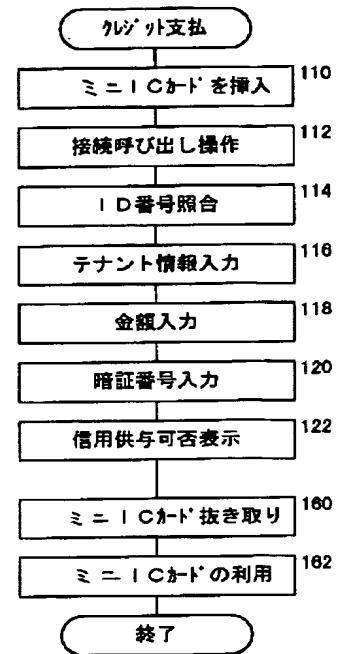 クレジット支払
ミニICカードを挿入
110
接続呼び出し操作
112
ID番号照合
114
テナント情報入力
116
金額入力
118
暗証番号入力
120
信用供与可否表示
122
ミニICカード抜き取り
160
ミニICカードの利用
162
終了